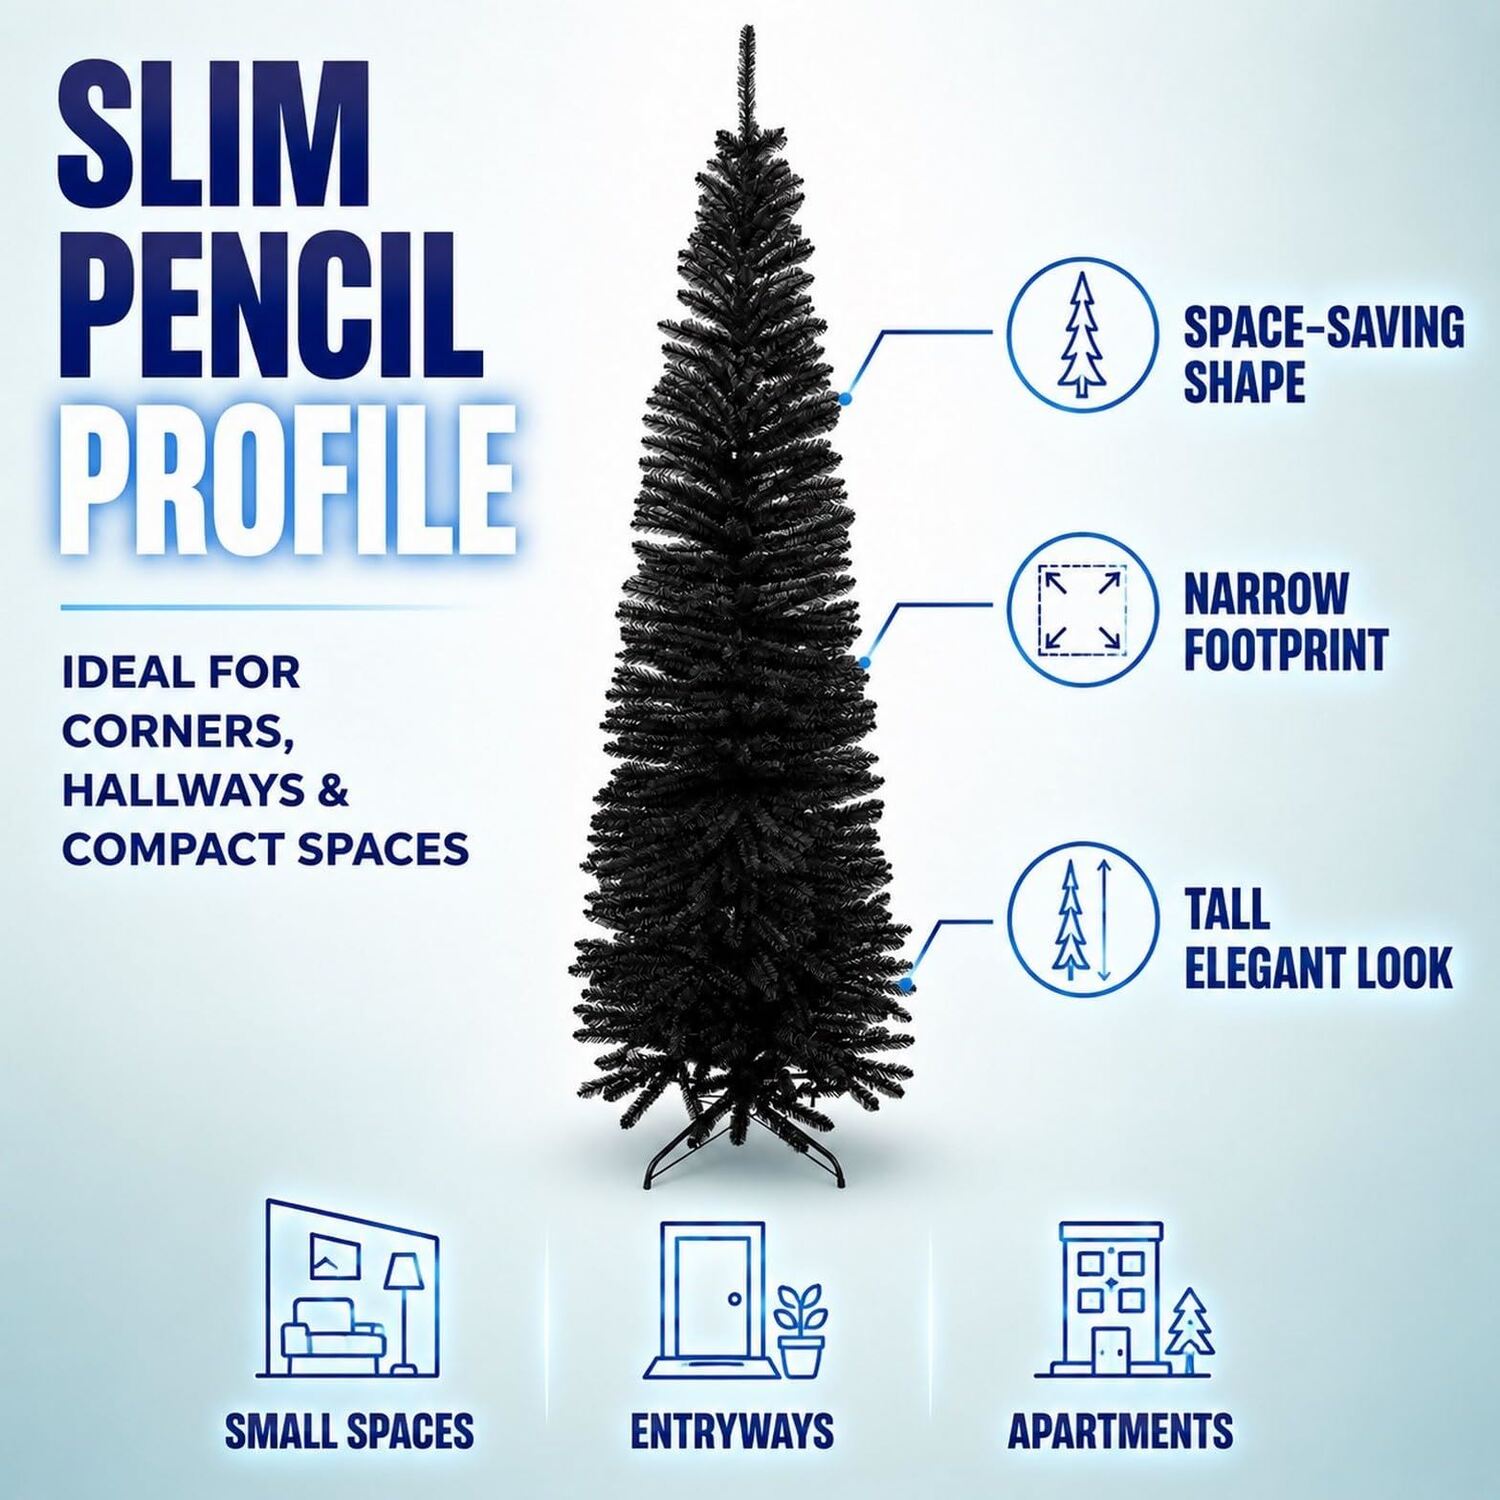 SLIM
PENCIL
PROFILE
IDEAL FOR
CORNERS,
HALLWAYS &
COMPACT SPACES
SPACE-SAVING
SHAPE
NARROW
FOOTPRINT
TALL
ELEGANT LOOK
SMALL SPACES
ENTRYWAYS
APARTMENTS